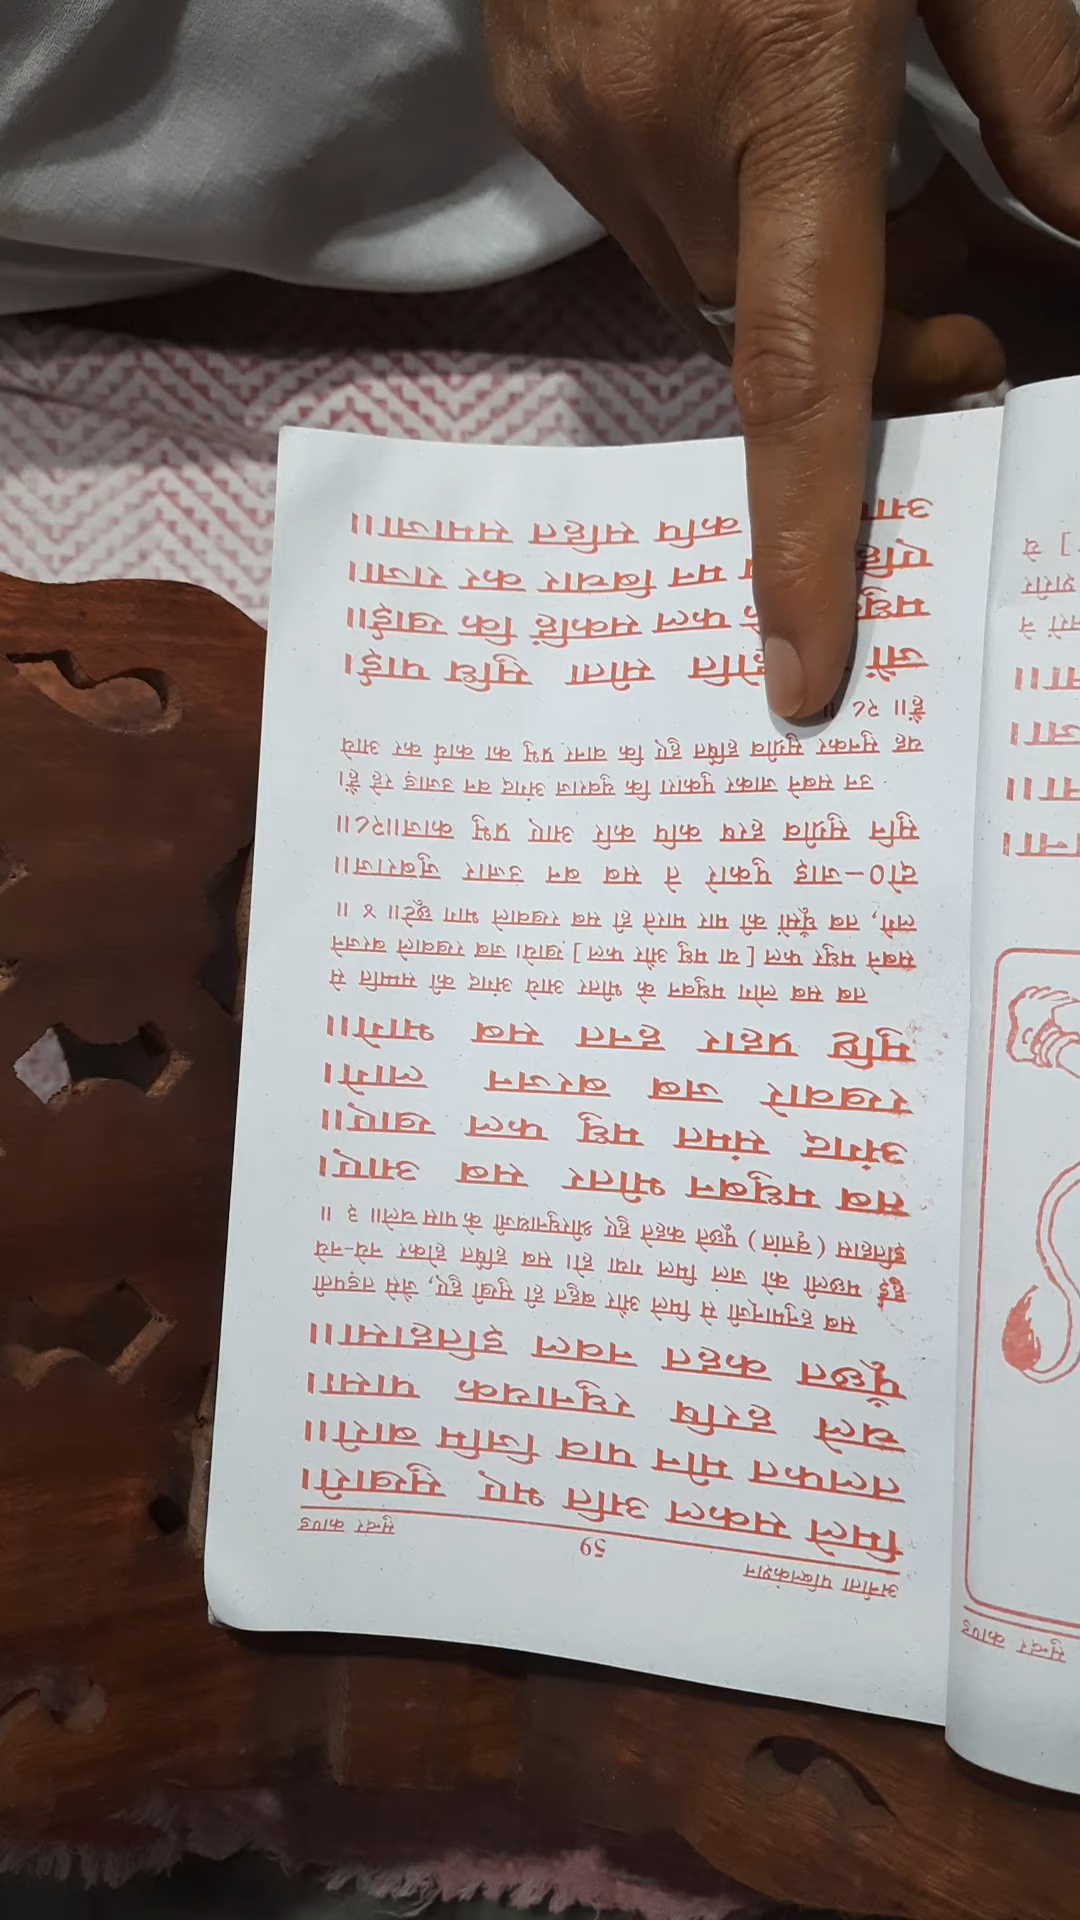 अनीता पब्लिकेशन 59 सुन्दर काण्ड
मिले सकल अति भए सुखारी।
तलफत मीन पाव जिमि बारी॥
चले हरषि रघुनायक पासा।
पूँछत कहत नवल इतिहासा॥
सब हनुमान्‌जी से मिले और बहुत ही सुखी हुए, जैसे तड़पती
हुई मछली को जल मिल गया हो। सब हर्षित होकर नये-नये
इतिहास (वृत्तांत) पूछते कहते हुए श्रीरघुनाथजी के पास चले॥ ३ ॥
सब मधुबन भीतर सब आए।
अंगद संमत मधु फल खाए॥
रखवारे जब बरजन लागे।
मुष्टि प्रहार हनत सब भागे॥
तब सब लोग मधुवन के भीतर आये अंगद की सम्मति से
सबने मधुर फल [ या मधु और फल ] खाये। जब रखवाले बरजने
लगे, तब घूँसों की मार मारते ही सब रखवाले भाग छूटे॥ ४ ॥
दो०-जाइ पुकारे ते सब बन उजार जुबराज॥
सुनि सुग्रीव हरष कपि करि आए प्रभु काज॥२८॥
उन सबने जाकर पुकारा कि युवराज अंगद वन उजाड़ रहे हैं।
यह सुनकर सुग्रीव हर्षित हुए कि वानर प्रभु का कार्य कर आये
हैं॥ २८ ॥
जौं होति सीता सुधि पाई।
फल सकहिं कि खाई॥
मन बिचार कर राजा।
कपि सहित समाजा॥
सुन्दर काण्ड